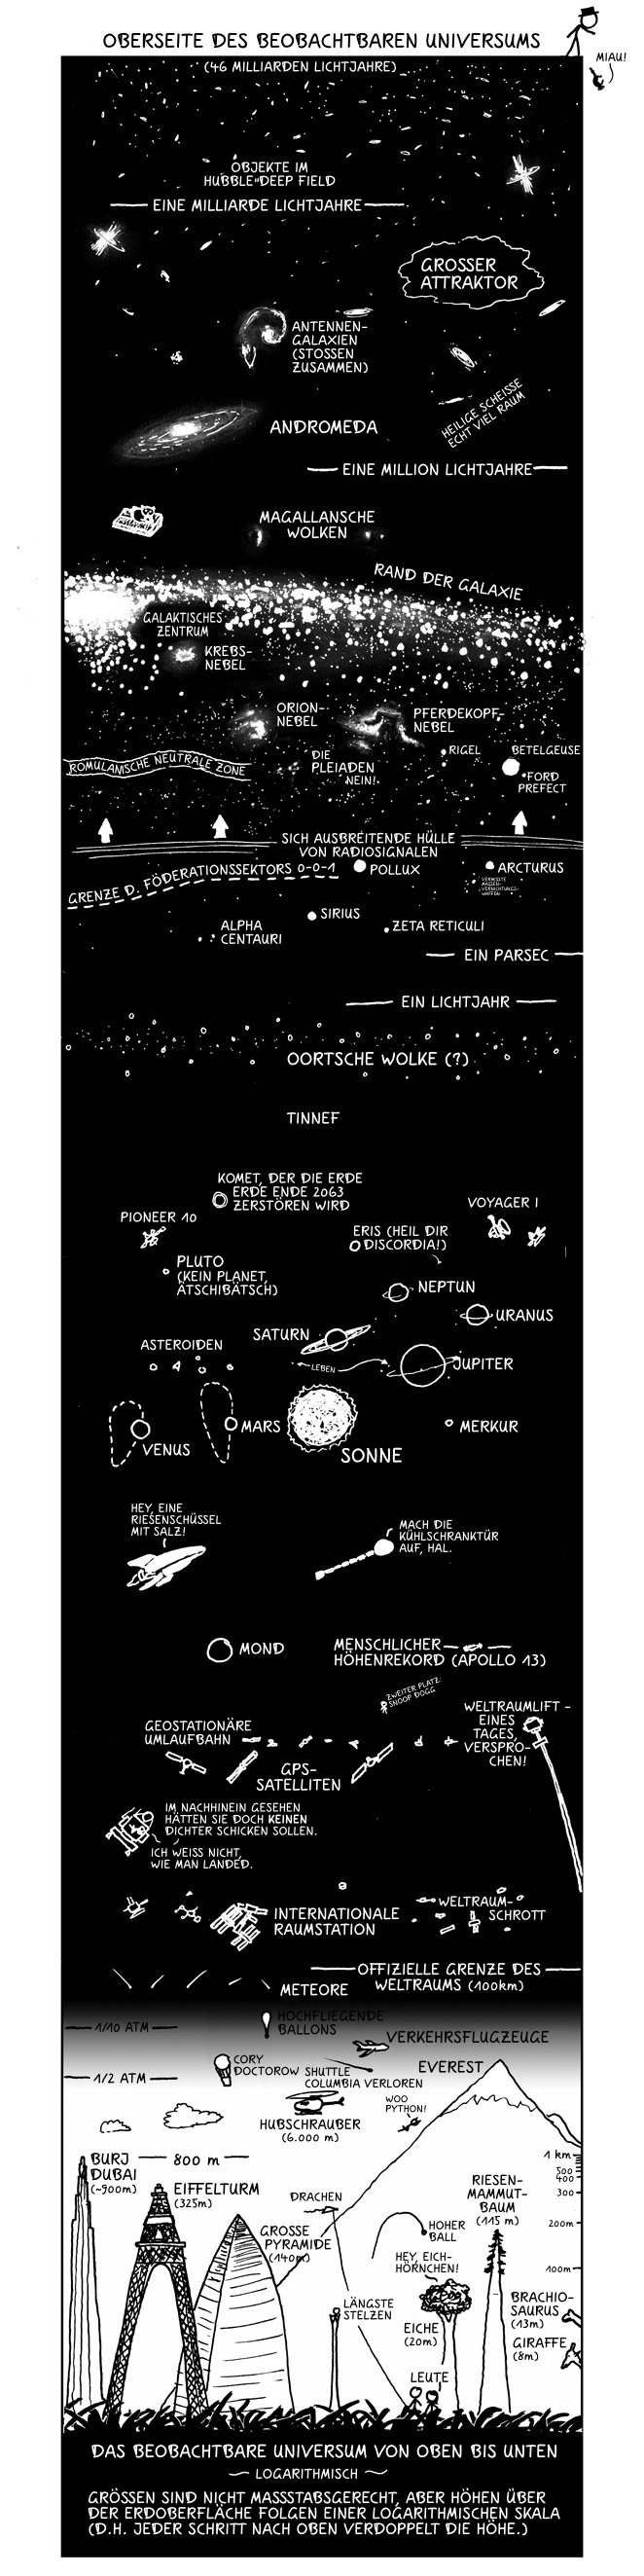 OBERSEITE DES BEOBACHTBAREN UNIVERSUMS
MIAU!
(46 MILLIARDEN LICHTJAHRE)
OBJEKTE IM
HUBBLE-DEEP FIELD
EINE MILLIARDE LICHTJAHRE
GROSSER
ATTRAKTOR
ANTENNEN-
GALAXIEN
(STOSSEN
ZUSAMMEN)
HEILIGE SCHEISSE
ECHT VIEL RAUM
ANDROMEDA
EINE MILLION LICHTJAHRE
MAGALLANSCHE
WOLKEN
RAND DER GALAXIE
GALAKTISCHES
ZENTRUM
KREBS-
NEBEL
ORION-
NEBEL
PFERDEKOPF-
NEBEL
ROMULANISCHE NEUTRALE ZONE
DIE
PLEIADEN
NEIN!
RIGEL
BETELGEUSE
FORD
PREFECT
SICH AUSBREITENDE HÜLLE
VON RADIOSIGNALEN
GRENZE D. FÖDERATIONSSEKTORS 0-0-1
POLLUX
ARCTURUS
VERMISSTE
MASSEN-
VERNICHTUNGS-
WAFFEN
SIRIUS
ALPHA
CENTAURI
ZETA RETICULI
EIN PARSEC
EIN LICHTJAHR
OORTSCHE WOLKE (?)
TINNEF
KOMET, DER DIE ERDE
ERDE ENDE 2063
ZERSTÖREN WIRD
PIONEER 10
VOYAGER I
ERIS (HEIL DIR
DISCORDIA!)
PLUTO
(KEIN PLANET,
ÄTSCHIBÄTSCH)
NEPTUN
URANUS
SATURN
ASTEROIDEN
LEBEN
JUPITER
MARS
MERKUR
VENUS
SONNE
HEY, EINE
RIESENSCHÜSSEL
MIT SALZ!
MACH DIE
KÜHLSCHRANKTÜR
AUF, HAL.
MOND
MENSCHLICHER
HÖHENREKORD (APOLLO 13)
ZWEITER PLATZ:
SNOOP DOGG
WELTRAUMLIFT -
EINES
TAGES,
VERSPRO-
CHEN!
GEOSTATIONÄRE
UMLAUFBAHN
GPS-
SATELLITEN
IM NACHHINEIN GESEHEN
HÄTTEN SIE DOCH KEINEN
DICHTER SCHICKEN SOLLEN.
ICH WEISS NICHT,
WIE MAN LANDED.
INTERNATIONALE
RAUMSTATION
WELTRAUM-
SCHROTT
OFFIZIELLE GRENZE DES
WELTRAUMS (100km)
METEORE
HOCHFLIEGENDE
BALLONS
1/10 ATM
VERKEHRSFLUGZEUGE
CORY
DOCTOROW
SHUTTLE
COLUMBIA VERLOREN
EVEREST
1/2 ATM
WOO
PYTHON!
HUBSCHRAUBER
(6.000 m)
BURJ
DUBAI
(~900m)
800 m
1 km
500
400
300
200m
100m
EIFFELTURM
(325m)
RIESEN-
MAMMUT-
BAUM
(115 m)
DRACHEN
GROSSE
PYRAMIDE
(140m)
HOHER
BALL
HEY, EICH-
HÖRNCHEN!
LÄNGSTE
STELZEN
EICHE
(20m)
BRACHIO-
SAURUS
(13m)
GIRAFFE
(8m)
LEUTE
DAS BEOBACHTBARE UNIVERSUM VON OBEN BIS UNTEN
~ LOGARITHMISCH ~
GRÖSSEN SIND NICHT MASSSTABSGERECHT, ABER HÖHEN ÜBER
DER ERDOBERFLÄCHE FOLGEN EINER LOGARITHMISCHEN SKALA
(D.H. JEDER SCHRITT NACH OBEN VERDOPPELT DIE HÖHE.)